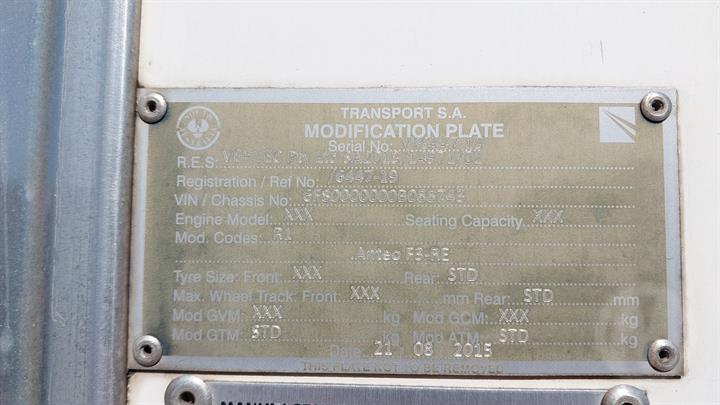 TRANSPORT S.A.
MODIFICATION PLATE
Serial No:
R.E.S:
Registration / Ref No: /6442-19
VIN / Chassis No:
Engine Model: XXX Seating Capacity XXX
Mod. Codes: R1
Amteo F3-RE
Tyre Size: Front: XXX Rear: STD
Max. Wheel Track: Front: XXX mm Rear: STD mm
Mod GVM: XXX kg Mod GCM: XXX kg
Mod GTM: STD kg Mod ATM: STD kg
Date: 21 / 08 / 2015
THIS PLATE NOT TO BE REMOVED